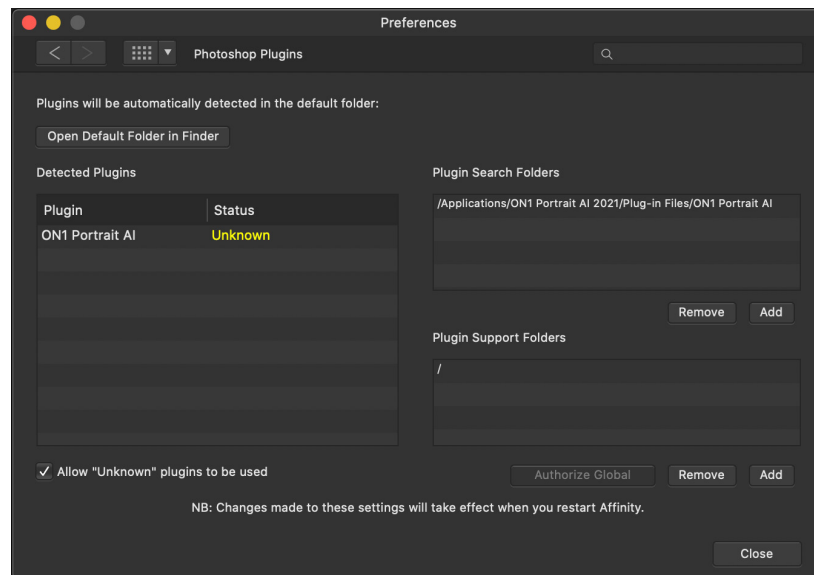 Preferences
Photoshop Plugins
Plugins will be automatically detected in the default folder:
Open Default Folder in Finder
Detected Plugins
Plugin Status
ON1 Portrait AI Unknown
Plugin Search Folders
/Applications/ON1 Portrait AI 2021/Plug-in Files/ON1 Portrait AI
Remove Add
Plugin Support Folders
/
Allow "Unknown" plugins to be used
Authorize Global Remove Add
NB: Changes made to these settings will take effect when you restart Affinity.
Close